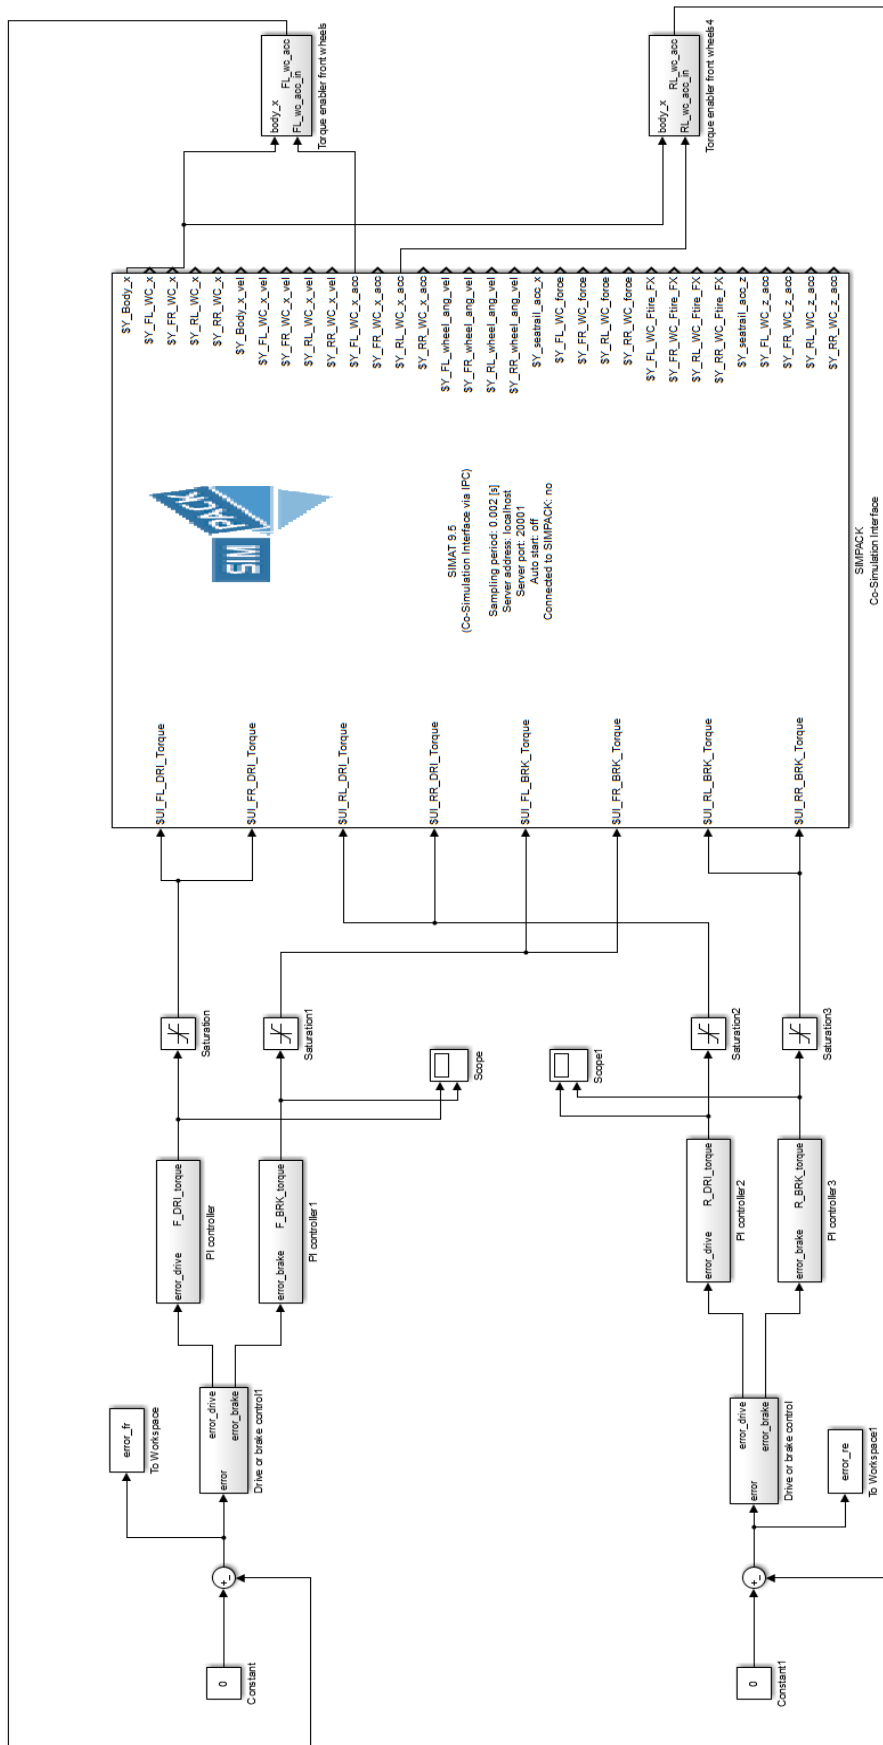 0
Constant
error_fr
To Workspace
error
error_drive
error_brake
Drive or brake control1
error_drive
F_DRI_torque
PI controller
error_brake
F_BRK_torque
PI controller1
Saturation
Saturation1
Scope
0
Constant1
error_re
To Workspace1
error
error_drive
error_brake
Drive or brake control
error_drive
R_DRI_torque
PI controller2
error_brake
R_BRK_torque
PI controller3
Scope1
Saturation2
Saturation3
$UI_FL_DRI_Torque
$UI_FR_DRI_Torque
$UI_RL_DRI_Torque
$UI_RR_DRI_Torque
$UI_FL_BRK_Torque
$UI_FR_BRK_Torque
$UI_RL_BRK_Torque
$UI_RR_BRK_Torque
SIM
PACK
SIMAT 9.5
(Co-Simulation Interface via IPC)
Sampling period: 0.002 [s]
Server address: localhost
Server port: 20001
Auto start: off
Connected to SIMPACK: no
$Y_Body_x
$Y_FL_WC_x
$Y_FR_WC_x
$Y_RL_WC_x
$Y_RR_WC_x
$Y_Body_x_vel
$Y_FL_WC_x_vel
$Y_FR_WC_x_vel
$Y_RL_WC_x_vel
$Y_RR_WC_x_vel
$Y_FL_WC_x_acc
$Y_FR_WC_x_acc
$Y_RL_WC_x_acc
$Y_RR_WC_x_acc
$Y_FL_wheel_ang_vel
$Y_FR_wheel_ang_vel
$Y_RL_wheel_ang_vel
$Y_RR_wheel_ang_vel
$Y_seatrail_acc_x
$Y_FL_WC_force
$Y_FR_WC_force
$Y_RL_WC_force
$Y_RR_WC_force
$Y_FL_WC_Ftire_FX
$Y_FR_WC_Ftire_FX
$Y_RL_WC_Ftire_FX
$Y_RR_WC_Ftire_FX
$Y_seatrail_acc_z
$Y_FL_WC_z_acc
$Y_FR_WC_z_acc
$Y_RL_WC_z_acc
$Y_RR_WC_z_acc
SIMPACK
Co-Simulation Interface
body_x
FL_wc_acc
FL_wc_acc_in
Torque enabler front wheels
body_x
RL_wc_acc
RL_wc_acc_in
Torque enabler front wheels4